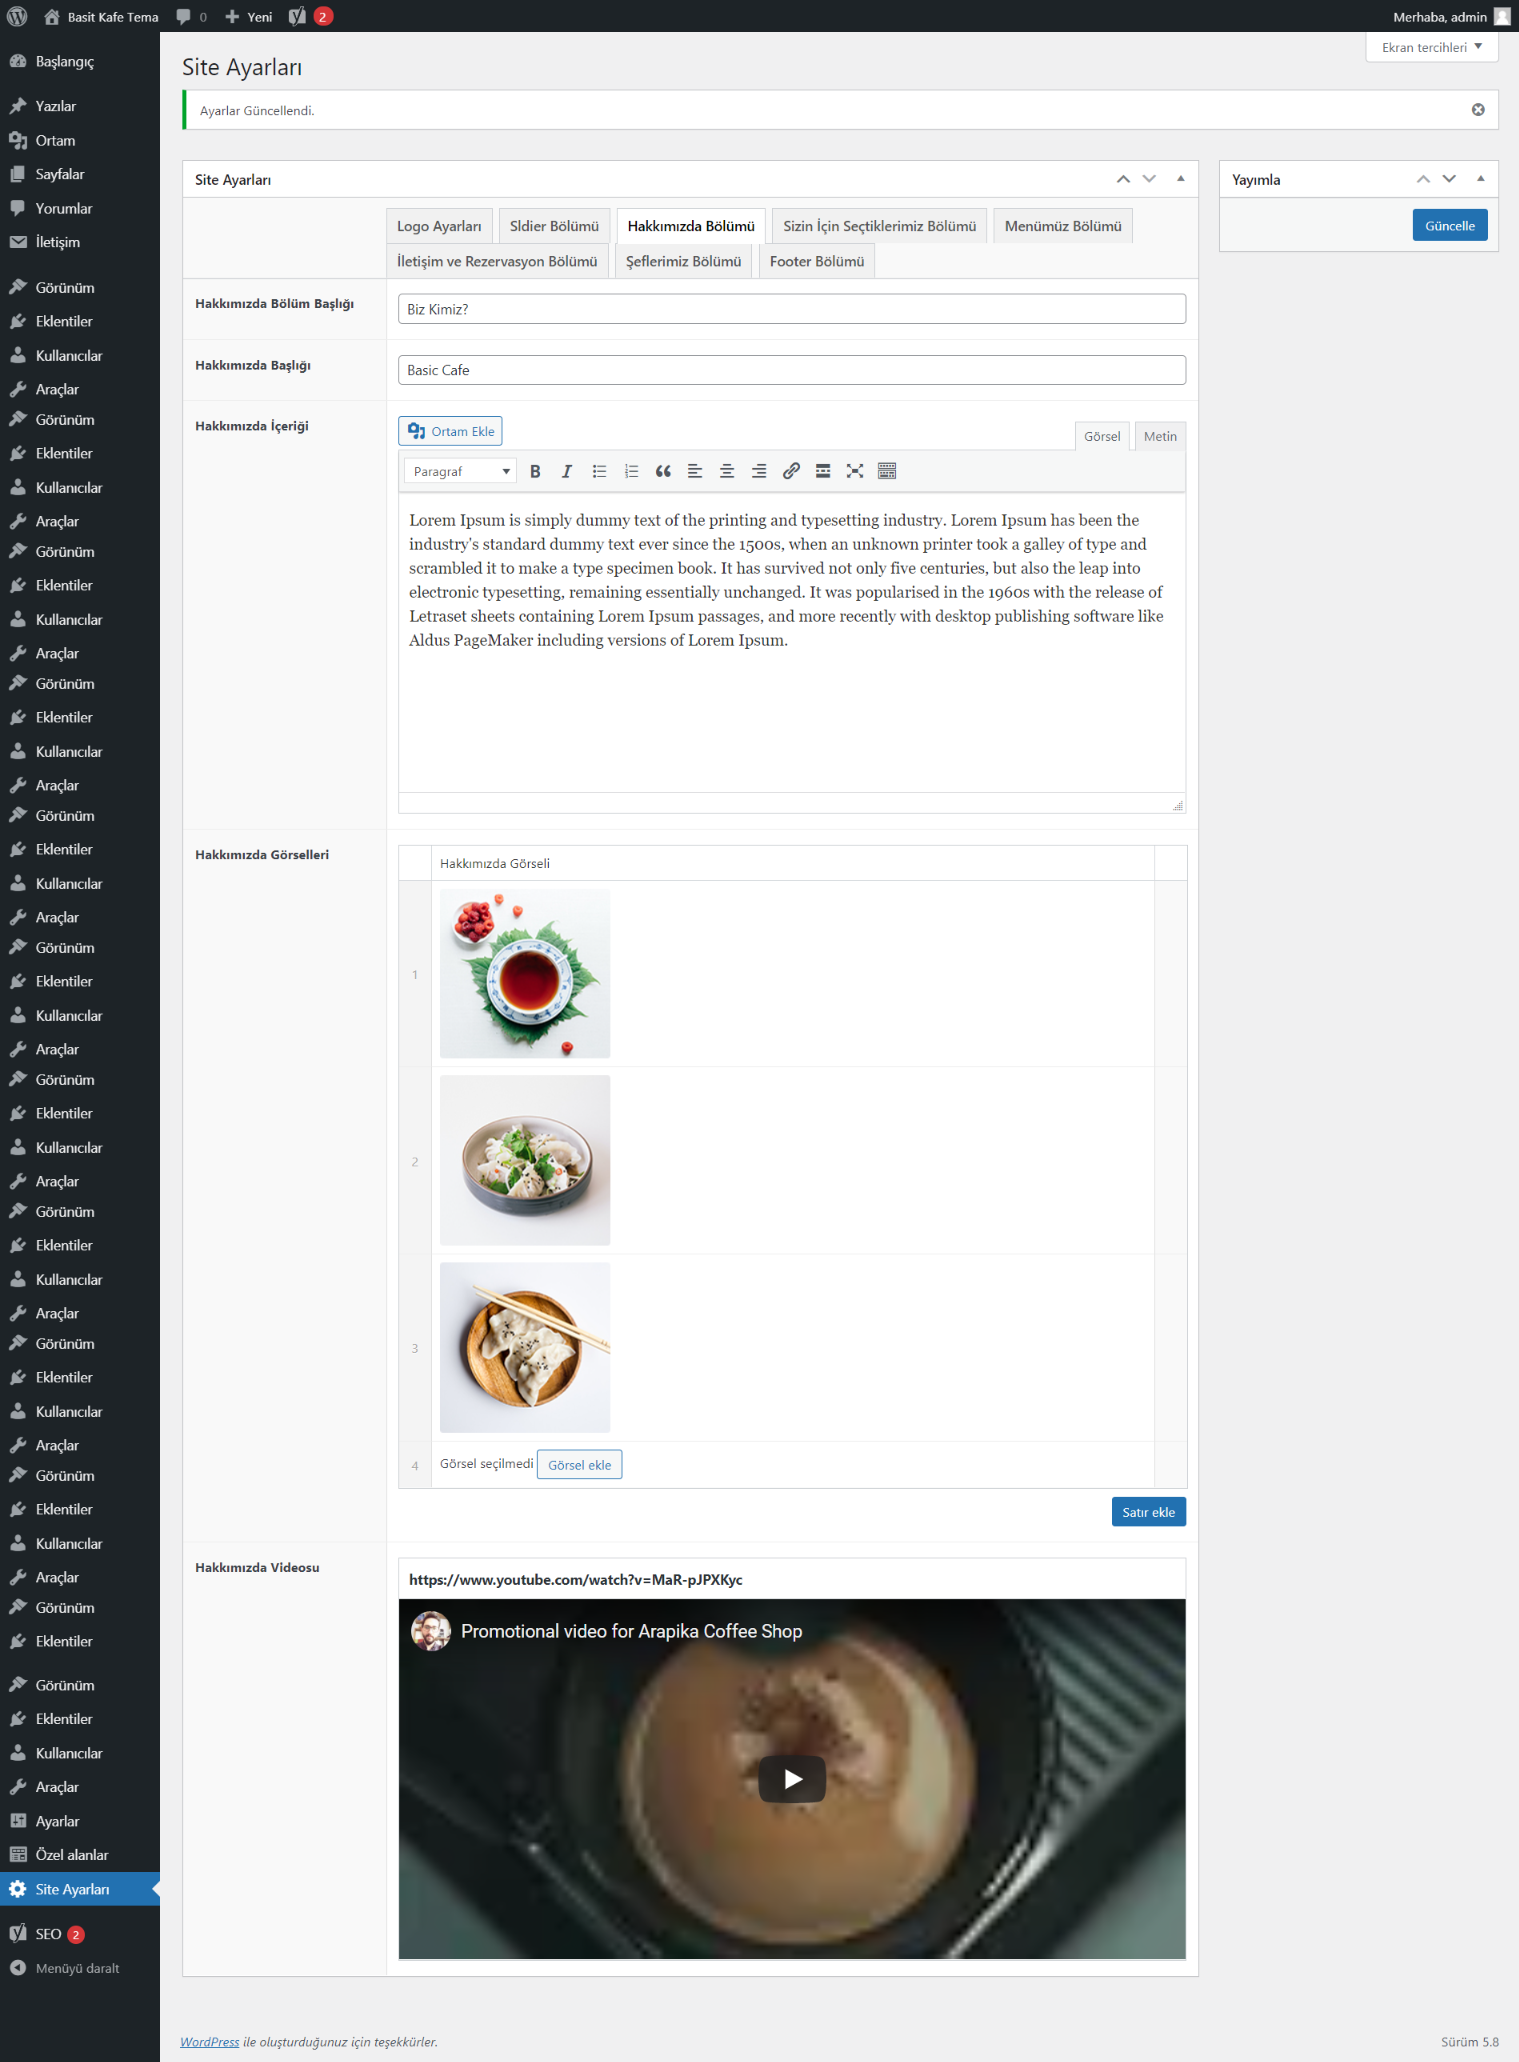 Basit Kafe Tema
0
Yeni
2
Merhaba, admin
Ekran tercihleri
Başlangıç
Yazılar
Ortam
Sayfalar
Yorumlar
İletişim
Görünüm
Eklentiler
Kullanıcılar
Araçlar
Görünüm
Eklentiler
Kullanıcılar
Araçlar
Görünüm
Eklentiler
Kullanıcılar
Araçlar
Görünüm
Eklentiler
Kullanıcılar
Araçlar
Görünüm
Eklentiler
Kullanıcılar
Araçlar
Görünüm
Eklentiler
Kullanıcılar
Araçlar
Görünüm
Eklentiler
Kullanıcılar
Araçlar
Görünüm
Eklentiler
Kullanıcılar
Araçlar
Görünüm
Eklentiler
Kullanıcılar
Araçlar
Görünüm
Eklentiler
Kullanıcılar
Araçlar
Görünüm
Eklentiler
Görünüm
Eklentiler
Kullanıcılar
Araçlar
Ayarlar
Özel alanlar
Site Ayarları
SEO 2
Menüyü daralt
Site Ayarları
Ayarlar Güncellendi.
Site Ayarları
Logo Ayarları
Sldier Bölümü
Hakkımızda Bölümü
Sizin İçin Seçtiklerimiz Bölümü
Menümüz Bölümü
İletişim ve Rezervasyon Bölümü
Şeflerimiz Bölümü
Footer Bölümü
Hakkımızda Bölüm Başlığı
Biz Kimiz?
Hakkımızda Başlığı
Basic Cafe
Hakkımızda İçeriği
Ortam Ekle
Görsel
Metin
Paragraf
Lorem Ipsum is simply dummy text of the printing and typesetting industry. Lorem Ipsum has been the
industry's standard dummy text ever since the 1500s, when an unknown printer took a galley of type and
scrambled it to make a type specimen book. It has survived not only five centuries, but also the leap into
electronic typesetting, remaining essentially unchanged. It was popularised in the 1960s with the release of
Letraset sheets containing Lorem Ipsum passages, and more recently with desktop publishing software like
Aldus PageMaker including versions of Lorem Ipsum.
Hakkımızda Görselleri
Hakkımızda Görseli
1
2
3
4
Görsel seçilmedi
Görsel ekle
Satır ekle
Hakkımızda Videosu
https://www.youtube.com/watch?v=MaR-pJPXKyc
Promotional video for Arapika Coffee Shop
Yayımla
Güncelle
WordPress ile oluşturduğunuz için teşekkürler.
Sürüm 5.8